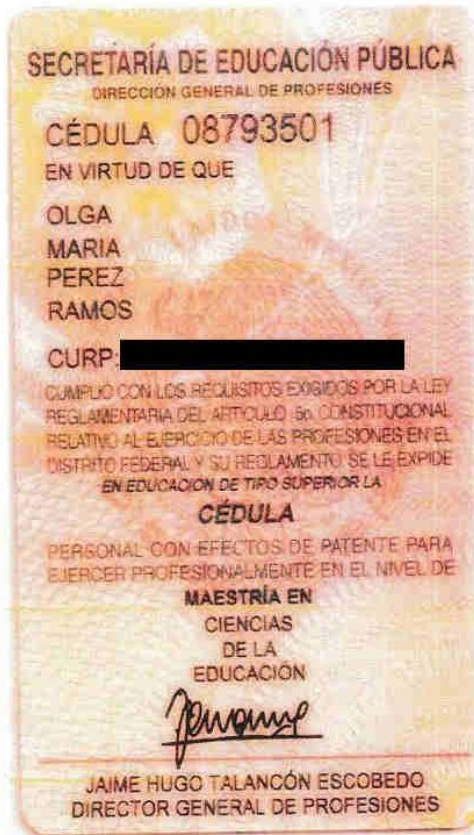 SECRETARÍA DE EDUCACIÓN PÚBLICA
DIRECCIÓN GENERAL DE PROFESIONES
CÉDULA 08793501
EN VIRTUD DE QUE
OLGA
MARIA
PEREZ
RAMOS
CURP:
CUMPLIO CON LOS REQUISITOS EXIGIDOS POR LA LEY
REGLAMENTARIA DEL ARTICULO 5o. CONSTITUCIONAL
RELATIVO AL EJERCICIO DE LAS PROFESIONES EN EL
DISTRITO FEDERAL Y SU REGLAMENTO SE LE EXPIDE
EN EDUCACION DE TIPO SUPERIOR LA
CÉDULA
PERSONAL CON EFECTOS DE PATENTE PARA
EJERCER PROFESIONALMENTE EN EL NIVEL DE
MAESTRÍA EN
CIENCIAS
DE LA
EDUCACIÓN
JAIME HUGO TALANCÓN ESCOBEDO
DIRECTOR GENERAL DE PROFESIONES